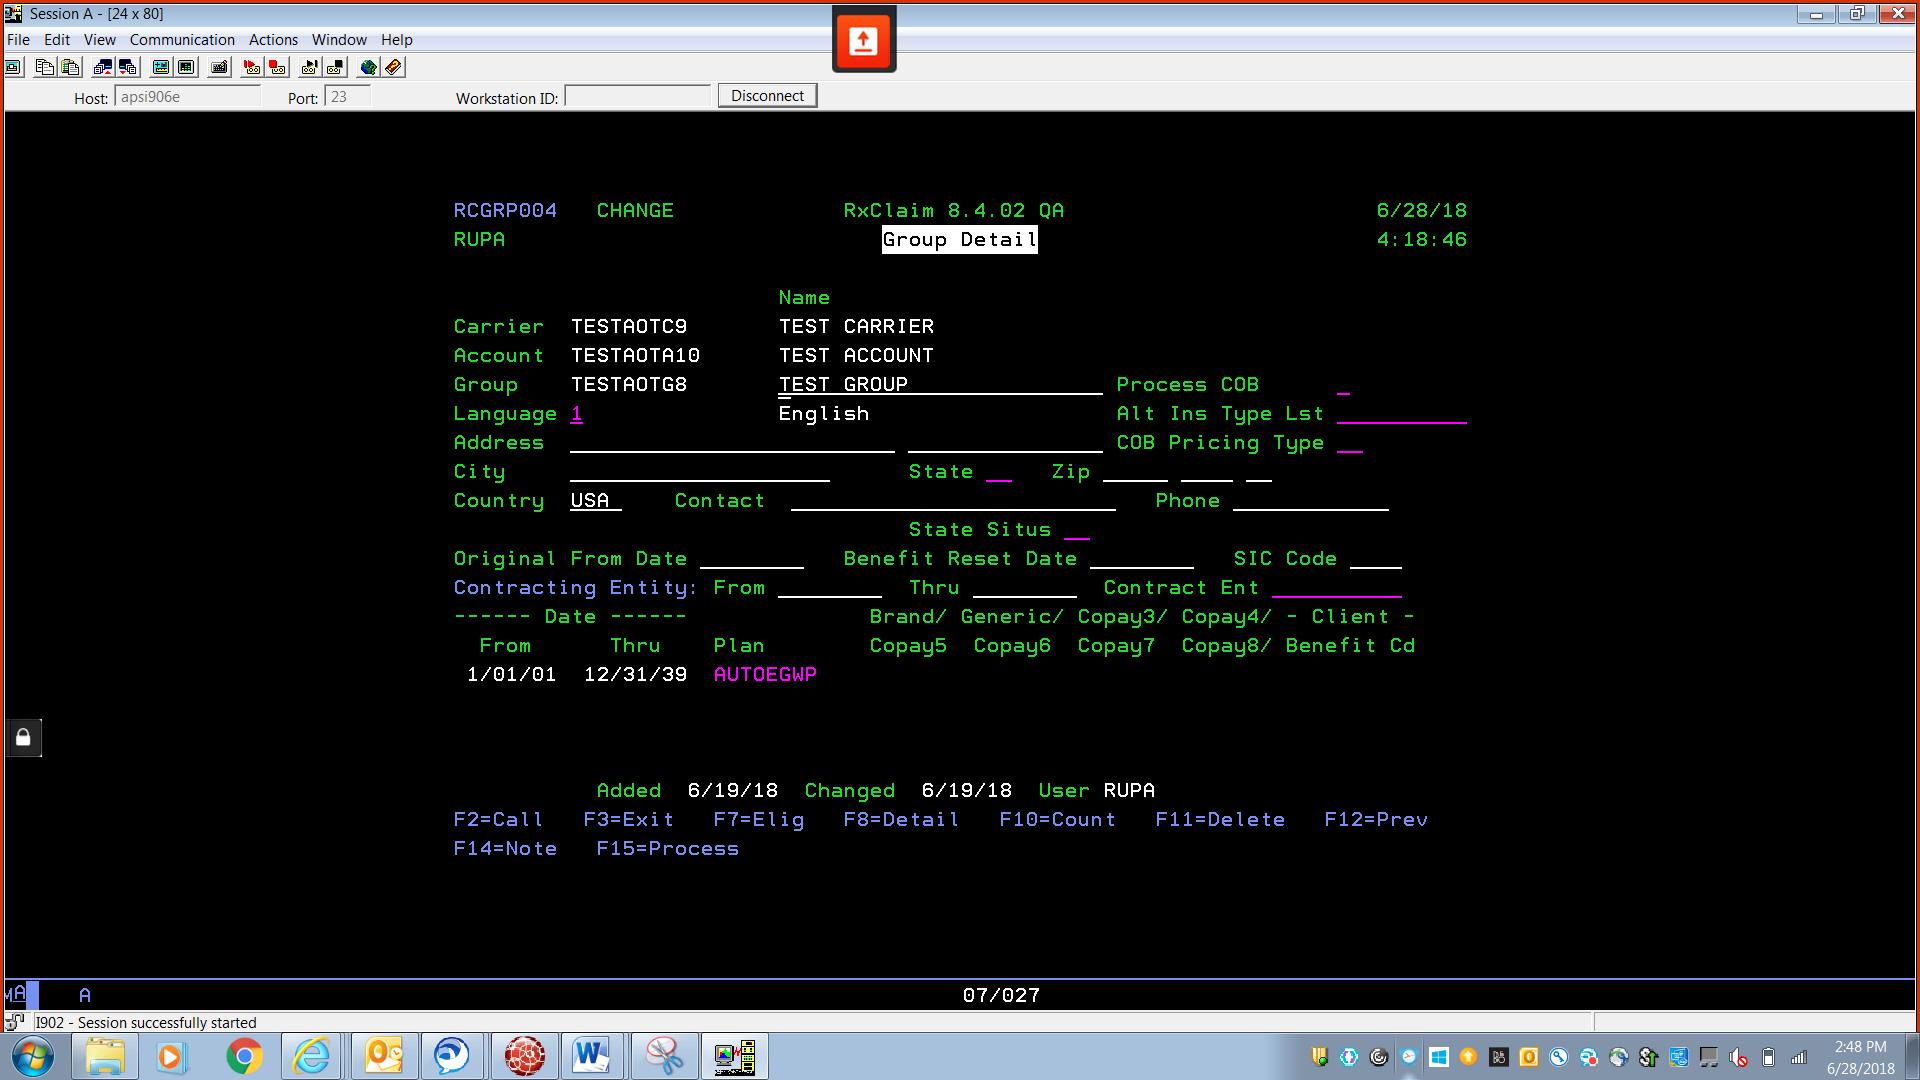 Session A - [24 x 80]
File Edit View Communication Actions Window Help
Host: apsi906e Port: 23 Workstation ID: Disconnect
RCGRP004 CHANGE RxClaim 8.4.02 QA 6/28/18
RUPA Group Detail 4:18:46
Name
Carrier TESTAOTC9 TEST CARRIER
Account TESTAOTA10 TEST ACCOUNT
Group TESTAOTG8 TEST GROUP Process COB
Language 1 English Alt Ins Type Lst
Address COB Pricing Type
City State Zip
Country USA Contact Phone
State Situs
Original From Date Benefit Reset Date SIC Code
Contracting Entity: From Thru Contract Ent
------ Date ------ Brand/ Generic/ Copay3/ Copay4/ - Client -
From Thru Plan Copay5 Copay6 Copay7 Copay8/ Benefit Cd
1/01/01 12/31/39 AUTOEGWP
Added 6/19/18 Changed 6/19/18 User RUPA
F2=Call F3=Exit F7=Elig F8=Detail F10=Count F11=Delete F12=Prev
F14=Note F15=Process
MA A 07/027
I902 - Session successfully started
2:48 PM
6/28/2018